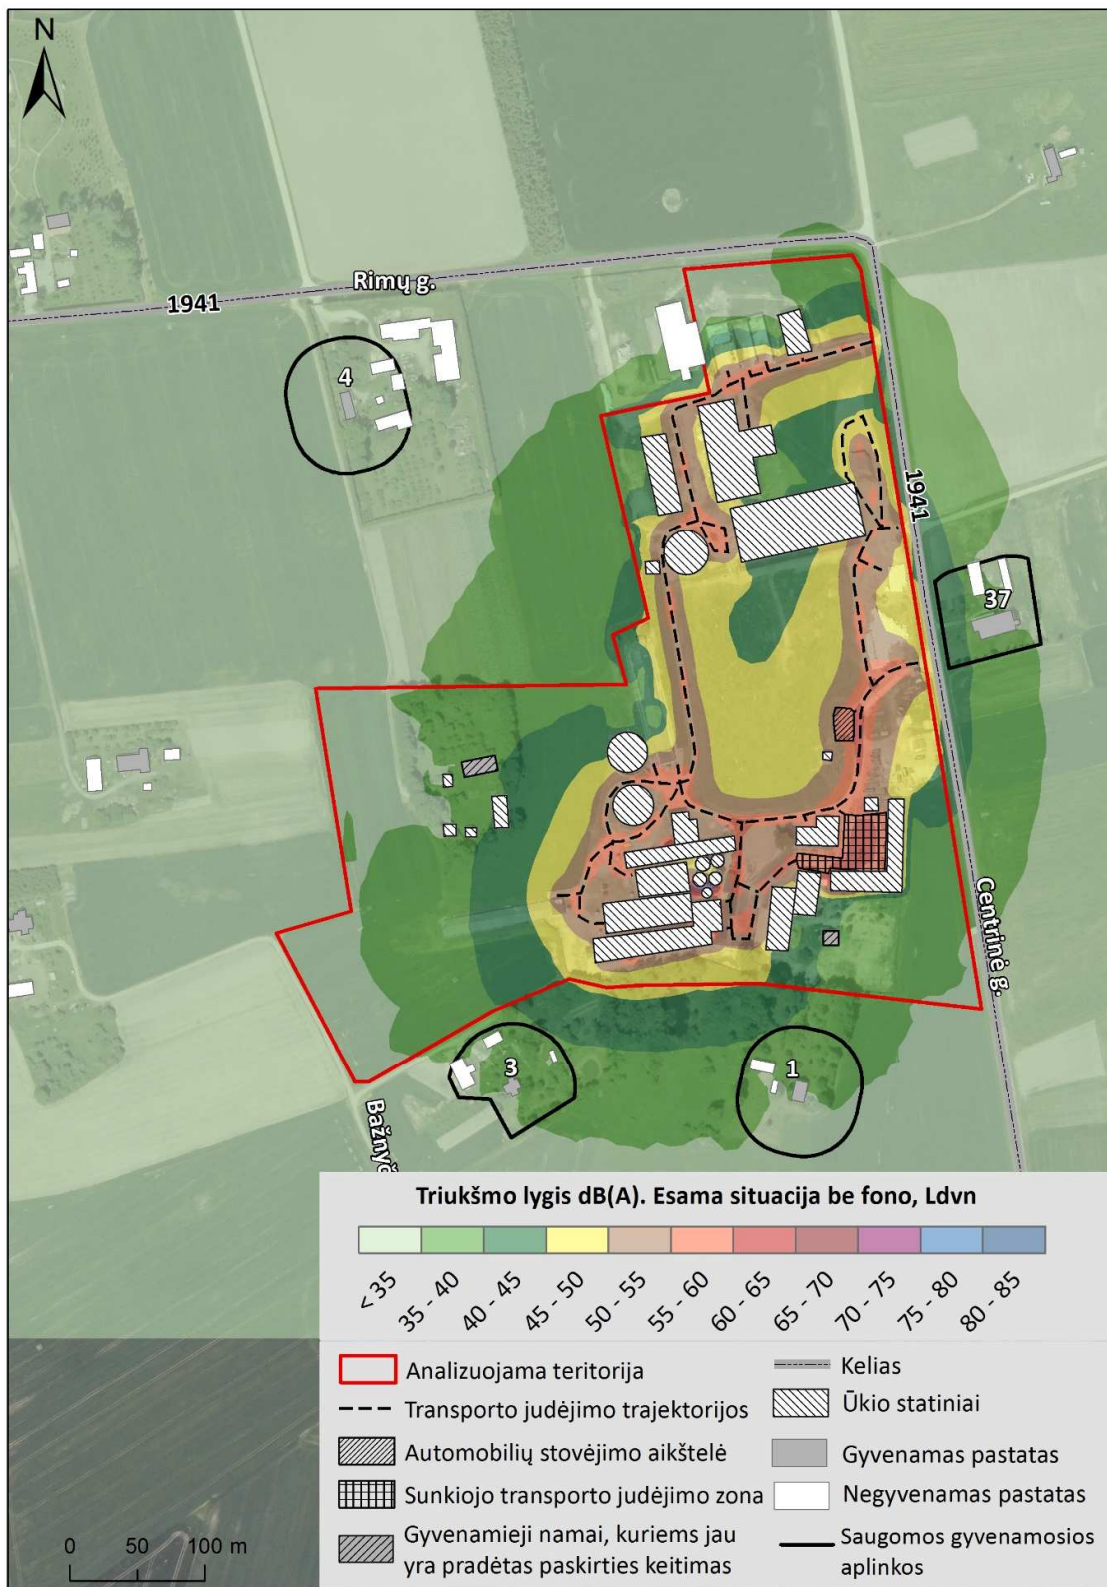 N
Rimų g.
1941
4
1941
37
Centrinė g.
3
1
Bažnyč
Triukšmo lygis dB(A). Esama situacija be fono, Ldvn
< 35
35 - 40
40 - 45
45 - 50
50 - 55
55 - 60
60 - 65
65 - 70
70 - 75
75 - 80
80 - 85
Analizuojama teritorija
Kelias
Transporto judėjimo trajektorijos
Ūkio statiniai
Automobilių stovėjimo aikštelė
Gyvenamas pastatas
Sunkiojo transporto judėjimo zona
Negyvenamas pastatas
Gyvenamieji namai, kuriems jau
yra pradėtas paskirties keitimas
Saugomos gyvenamosios
aplinkos
0 50 100 m